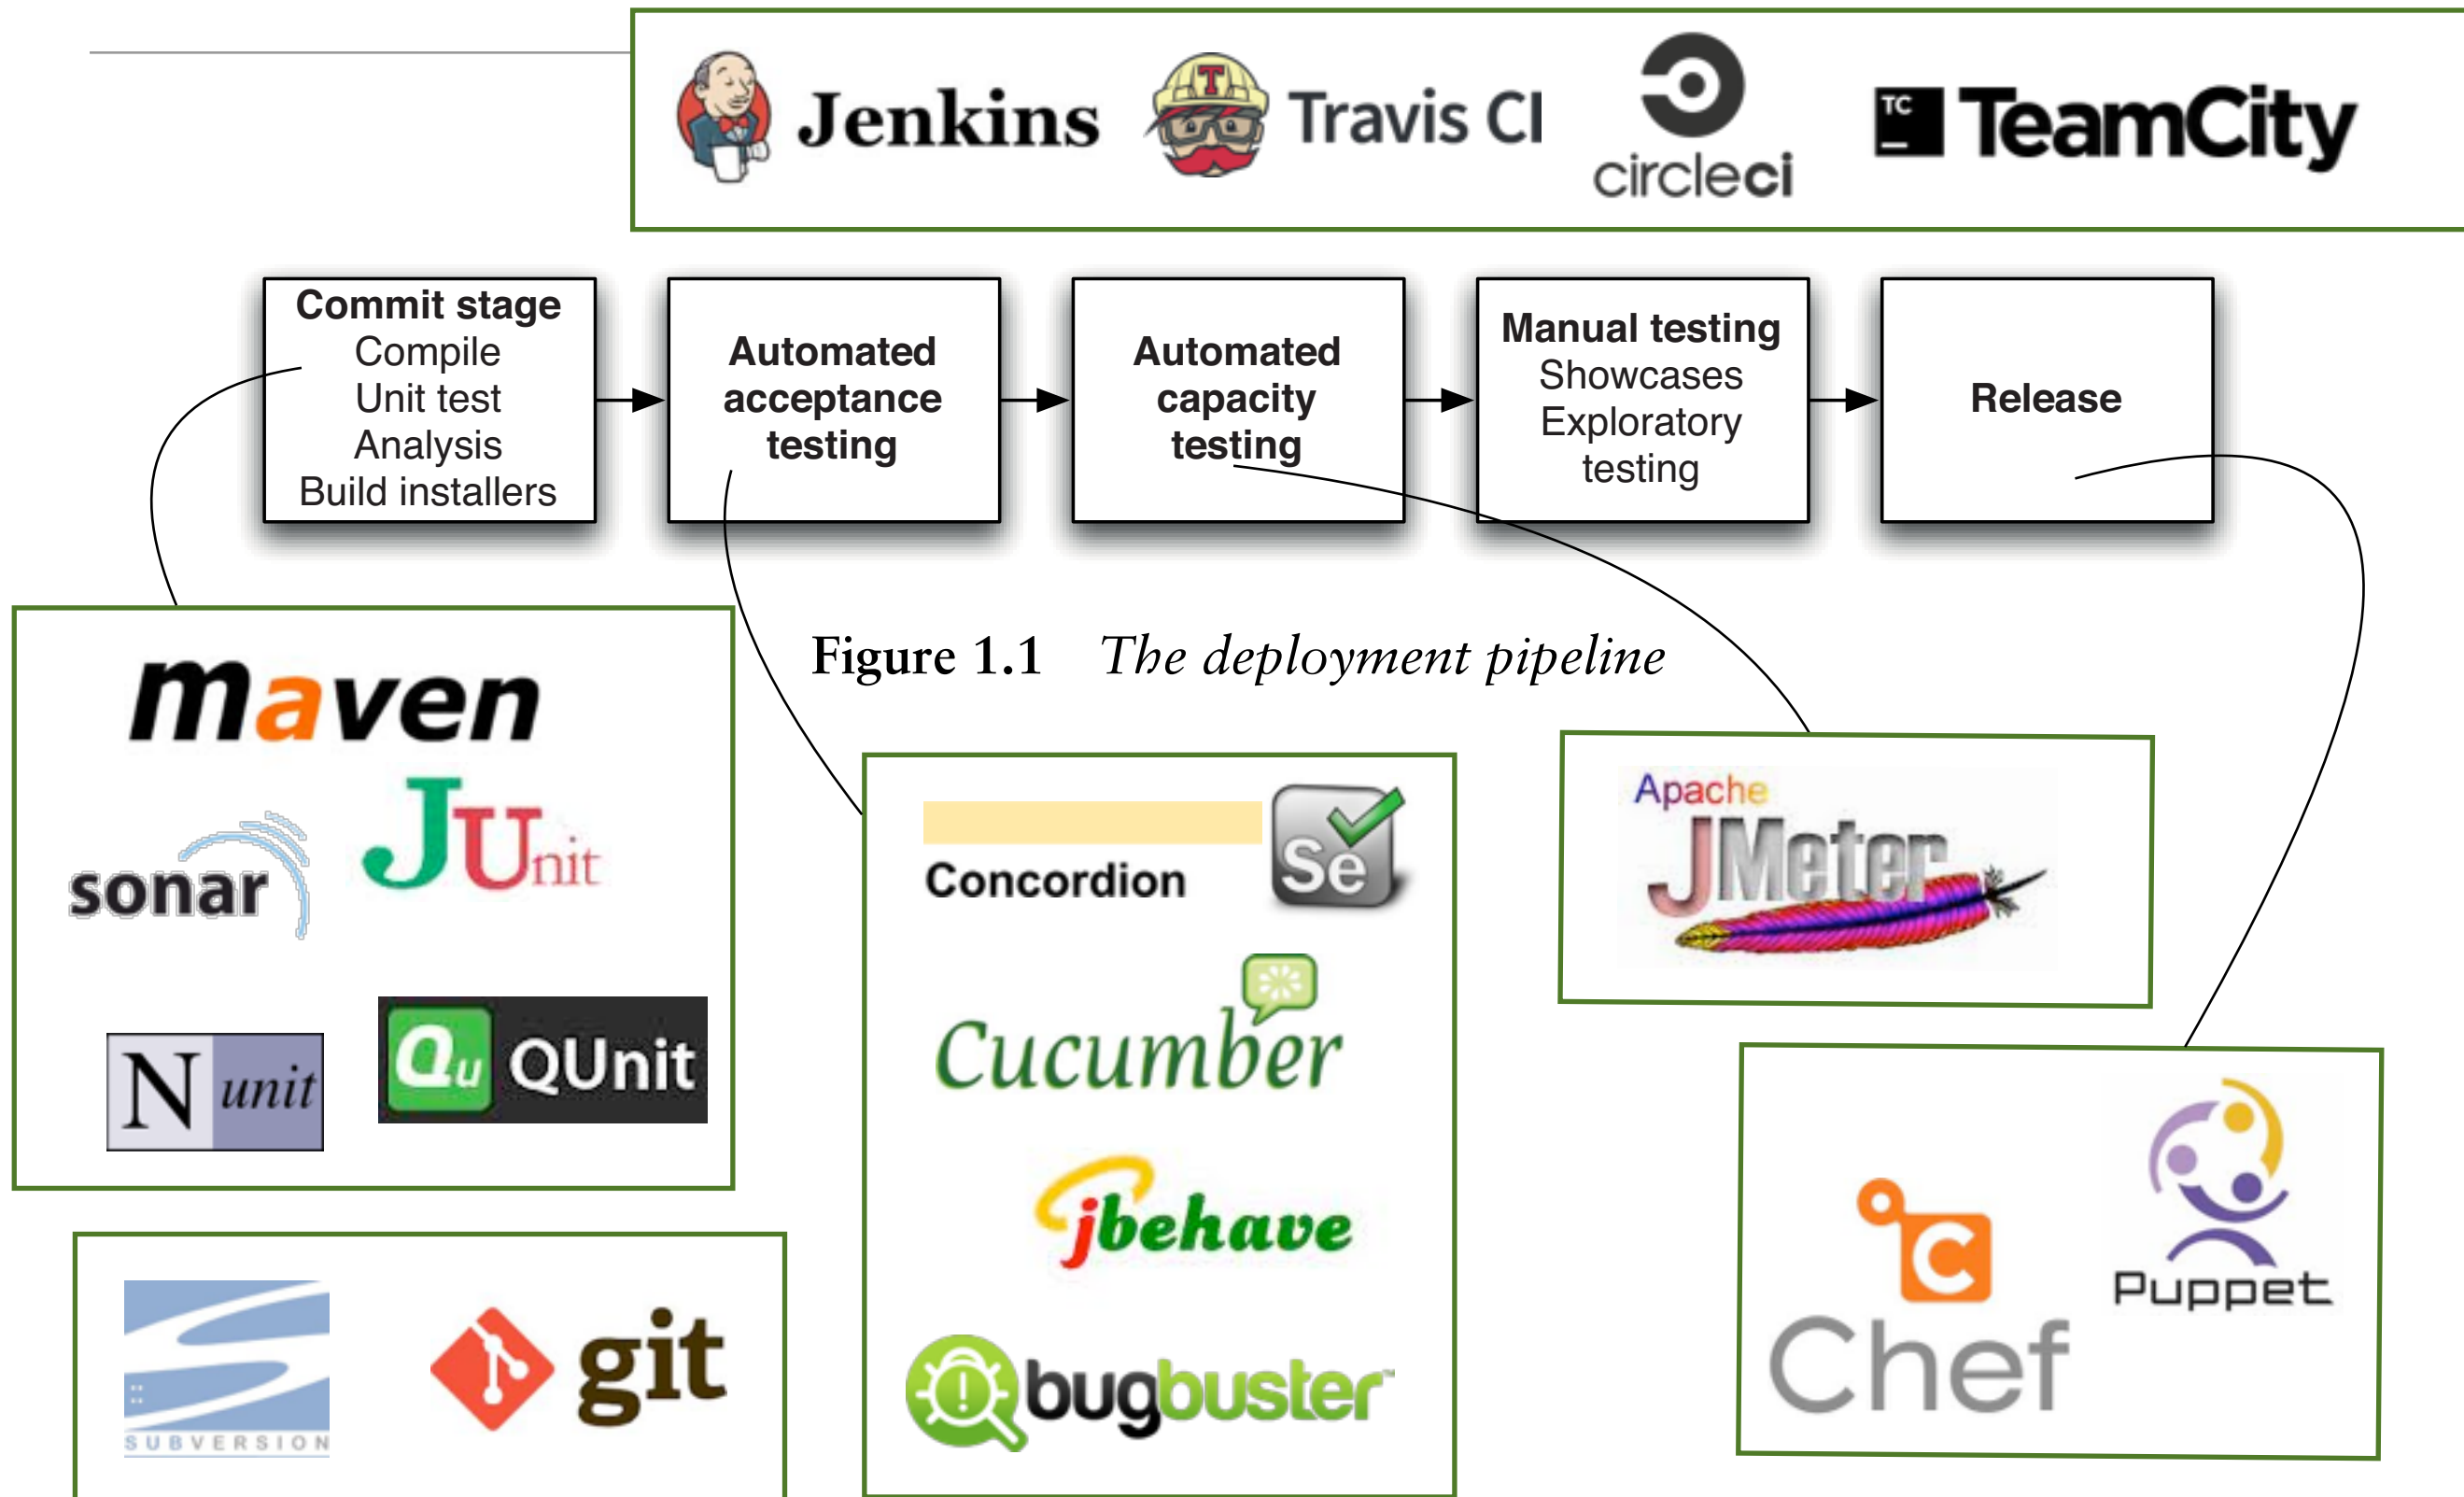 Jenkins
Travis CI
circleci
TC
TeamCity
Commit stage
Compile
Unit test
Analysis
Build installers
Automated
acceptance
testing
Automated
capacity
testing
Manual testing
Showcases
Exploratory
testing
Release
Figure 1.1 The deployment pipeline
maven
sonar
JUnit
N unit
Qu QUnit
SUBVERSION
git
Concordion
Se
Cucumber
jbehave
bugbuster™
Apache
JMeter
Chef
Puppet